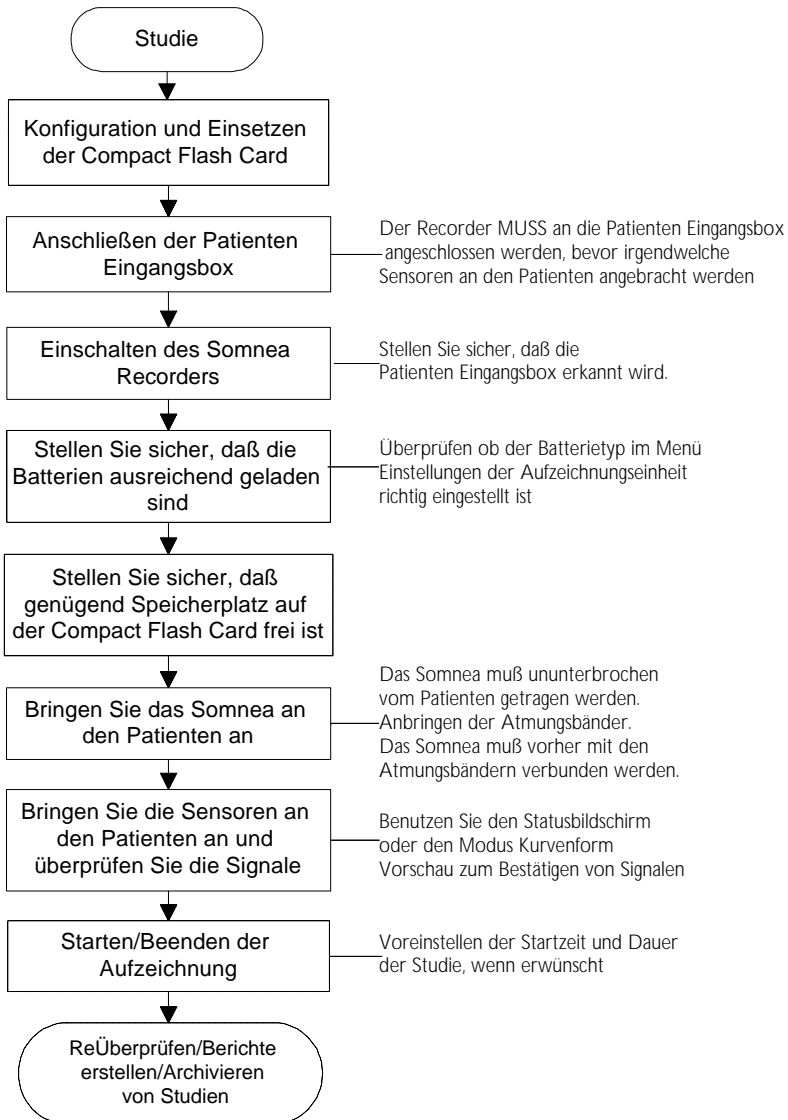 Studie
Konfiguration und Einsetzen
der Compact Flash Card
Anschließen der Patienten
Eingangsbox
Der Recorder MUSS an die Patienten Eingangsbox
angeschlossen werden, bevor irgendwelche
Sensoren an den Patienten angebracht werden
Einschalten des Somnea
Recorders
Stellen Sie sicher, daß die
Patienten Eingangsbox erkannt wird.
Stellen Sie sicher, daß die
Batterien ausreichend geladen
sind
Überprüfen ob der Batterietyp im Menü
Einstellungen der Aufzeichnungseinheit
richtig eingestellt ist
Stellen Sie sicher, daß
genügend Speicherplatz auf
der Compact Flash Card frei ist
Bringen Sie das Somnea an
den Patienten an
Das Somnea muß ununterbrochen
vom Patienten getragen werden.
Anbringen der Atmungsbänder.
Das Somnea muß vorher mit den
Atmungsbändern verbunden werden.
Bringen Sie die Sensoren an
den Patienten an und
überprüfen Sie die Signale
Benutzen Sie den Statusbildschirm
oder den Modus Kurvenform
Vorschau zum Bestätigen von Signalen
Starten/Beenden der
Aufzeichnung
Voreinstellen der Startzeit und Dauer
der Studie, wenn erwünscht
ReÜberprüfen/Berichte
erstellen/Archivieren
von Studien